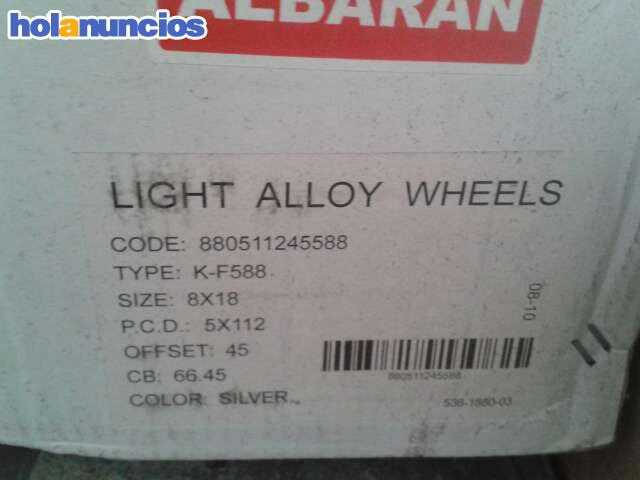 holanuncios
ALBARAN
LIGHT ALLOY WHEELS
CODE: 880511245588
TYPE: K-F588
SIZE: 8X18
P.C.D.: 5X112
OFFSET: 45
CB: 66.45
COLOR: SILVER
08-10
880511245588
538-1880-03